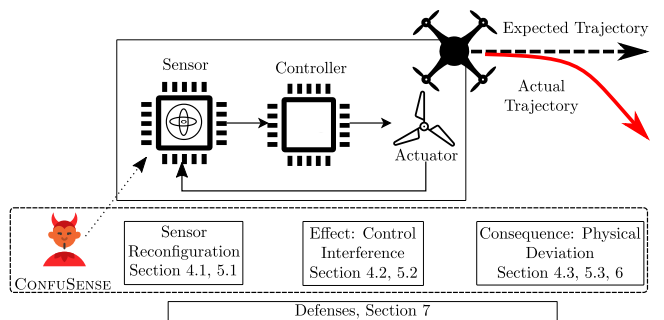 Expected Trajectory
Sensor
Controller
Actual
Trajectory
Actuator
Sensor
Reconfiguration
Section 4.1, 5.1
Effect: Control
Interference
Section 4.2, 5.2
Consequence: Physical
Deviation
Section 4.3, 5.3, 6
CONFUSENSE
Defenses, Section 7